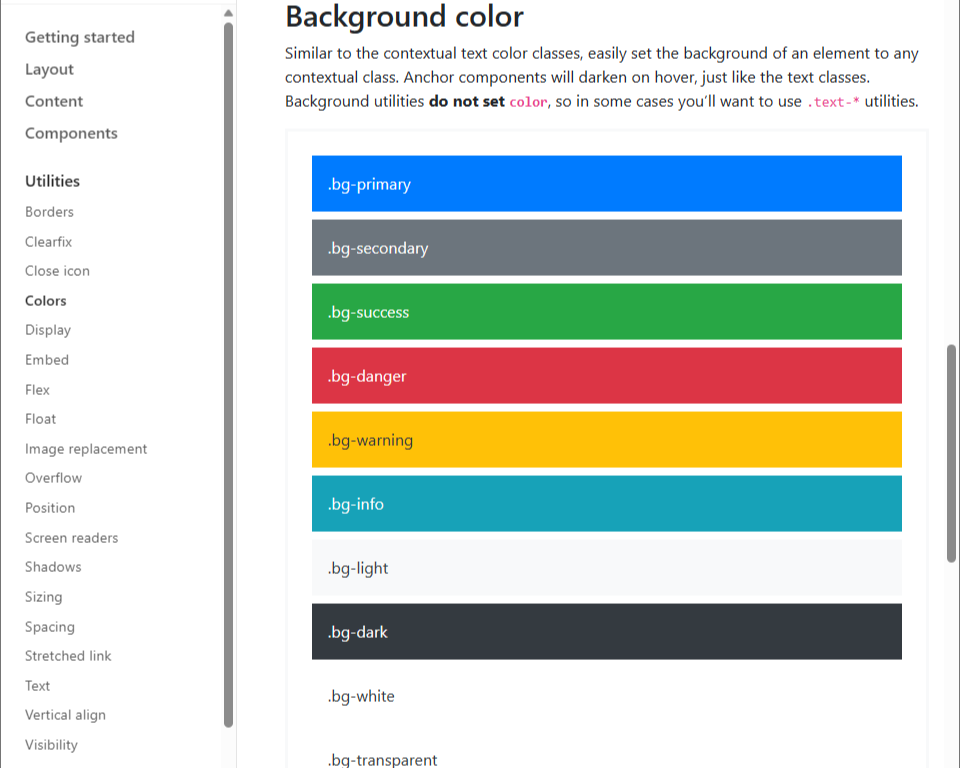 Getting started
Layout
Content
Components
Utilities
Borders
Clearfix
Close icon
Colors
Display
Embed
Flex
Float
Image replacement
Overflow
Position
Screen readers
Shadows
Sizing
Spacing
Stretched link
Text
Vertical align
Visibility
Background color
Similar to the contextual text color classes, easily set the background of an element to any
contextual class. Anchor components will darken on hover, just like the text classes.
Background utilities do not set color, so in some cases you’ll want to use .text-* utilities.
.bg-primary
.bg-secondary
.bg-success
.bg-danger
.bg-warning
.bg-info
.bg-light
.bg-dark
.bg-white
.bg-transparent